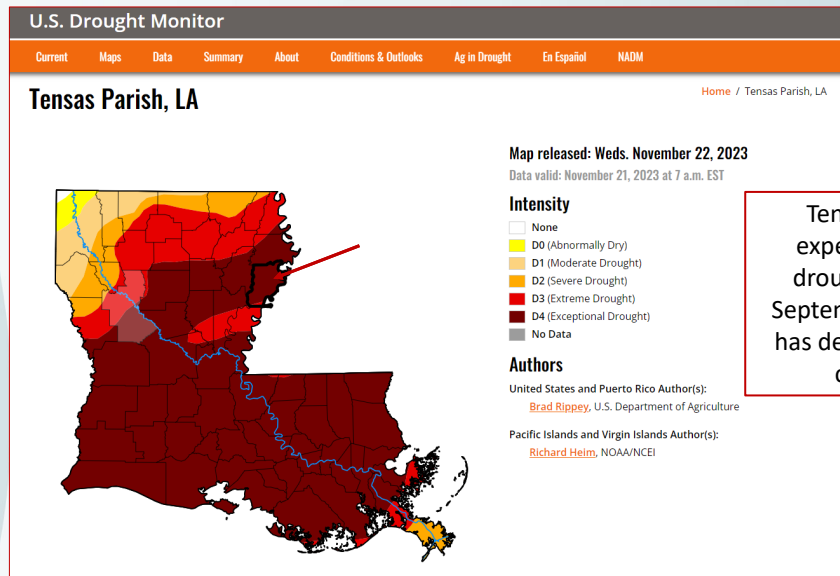 U.S. Drought Monitor
Current Maps Data Summary About Conditions & Outlooks Ag in Drought En Español NADM
Tensas Parish, LA
Home / Tensas Parish, LA
Map released: Weds. November 22, 2023
Data valid: November 21, 2023 at 7 a.m. EST
Intensity
None
D0 (Abnormally Dry)
D1 (Moderate Drought)
D2 (Severe Drought)
D3 (Extreme Drought)
D4 (Exceptional Drought)
No Data
Authors
United States and Puerto Rico Author(s):
Brad Rippey, U.S. Department of Agriculture
Pacific Islands and Virgin Islands Author(s):
Richard Heim, NOAA/NCEI
has